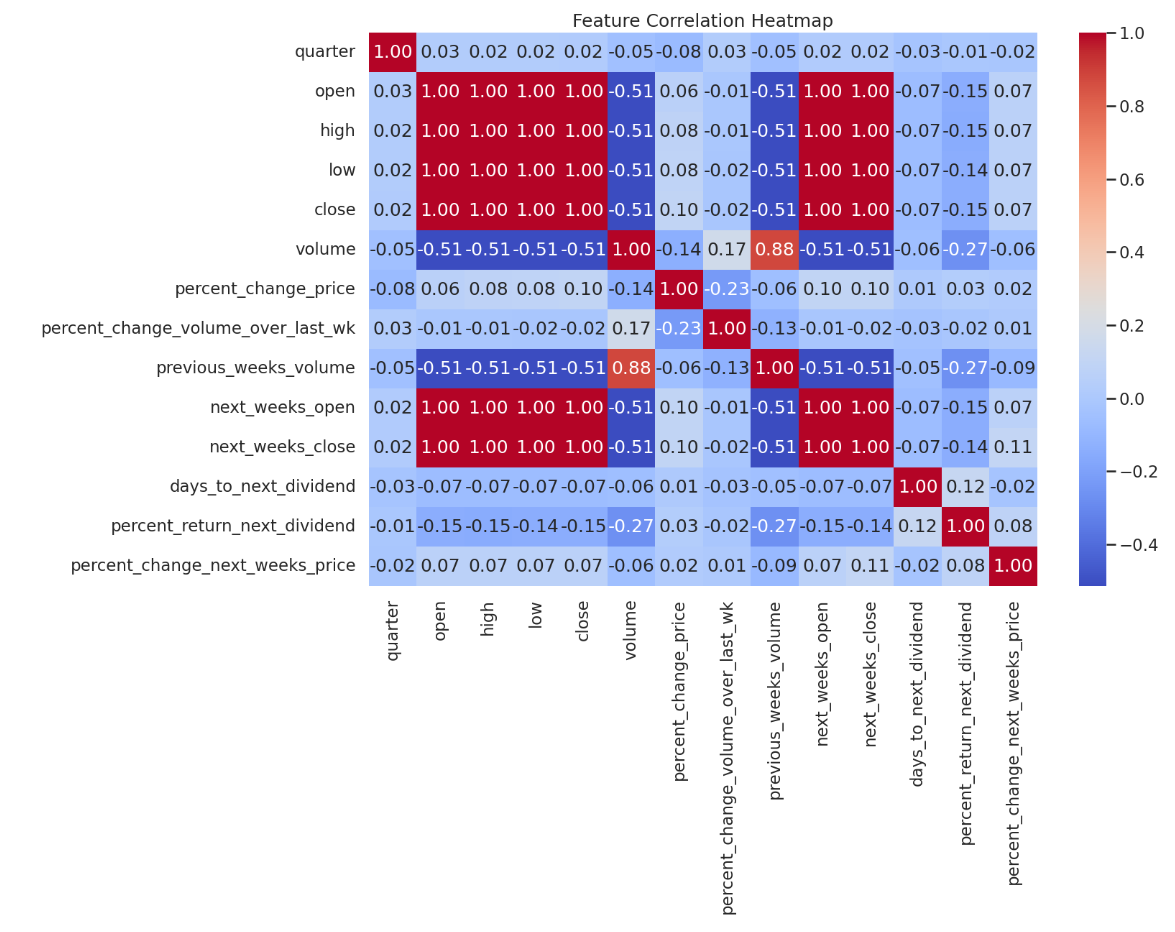 Feature Correlation Heatmap
quarter 1.00 0.03 0.02 0.02 0.02 -0.05 -0.08 0.03 -0.05 0.02 0.02 -0.03 -0.01 -0.02
open 0.03 1.00 1.00 1.00 1.00 -0.51 0.06 -0.01 -0.51 1.00 1.00 -0.07 -0.15 0.07
high 0.02 1.00 1.00 1.00 1.00 -0.51 0.08 -0.01 -0.51 1.00 1.00 -0.07 -0.15 0.07
low 0.02 1.00 1.00 1.00 1.00 -0.51 0.08 -0.02 -0.51 1.00 1.00 -0.07 -0.14 0.07
close 0.02 1.00 1.00 1.00 1.00 -0.51 0.10 -0.02 -0.51 1.00 1.00 -0.07 -0.15 0.07
volume -0.05 -0.51 -0.51 -0.51 -0.51 1.00 -0.14 0.17 0.88 -0.51 -0.51 -0.06 -0.27 -0.06
percent_change_price -0.08 0.06 0.08 0.08 0.10 -0.14 1.00 -0.23 -0.06 0.10 0.10 0.01 0.03 0.02
percent_change_volume_over_last_wk 0.03 -0.01 -0.01 -0.02 -0.02 0.17 -0.23 1.00 -0.13 -0.01 -0.02 -0.03 -0.02 0.01
previous_weeks_volume -0.05 -0.51 -0.51 -0.51 -0.51 0.88 -0.06 -0.13 1.00 -0.51 -0.51 -0.05 -0.27 -0.09
next_weeks_open 0.02 1.00 1.00 1.00 1.00 -0.51 0.10 -0.01 -0.51 1.00 1.00 -0.07 -0.15 0.07
next_weeks_close 0.02 1.00 1.00 1.00 1.00 -0.51 0.10 -0.02 -0.51 1.00 1.00 -0.07 -0.14 0.11
days_to_next_dividend -0.03 -0.07 -0.07 -0.07 -0.07 -0.06 0.01 -0.03 -0.05 -0.07 -0.07 1.00 0.12 -0.02
percent_return_next_dividend -0.01 -0.15 -0.15 -0.14 -0.15 -0.27 0.03 -0.02 -0.27 -0.15 -0.14 0.12 1.00 0.08
percent_change_next_weeks_price -0.02 0.07 0.07 0.07 0.07 -0.06 0.02 0.01 -0.09 0.07 0.11 -0.02 0.08 1.00
quarter
open
high
low
close
volume
percent_change_price
percent_change_volume_over_last_wk
previous_weeks_volume
next_weeks_open
next_weeks_close
days_to_next_dividend
percent_return_next_dividend
percent_change_next_weeks_price
1.0
0.8
0.6
0.4
0.2
0.0
−0.2
−0.4